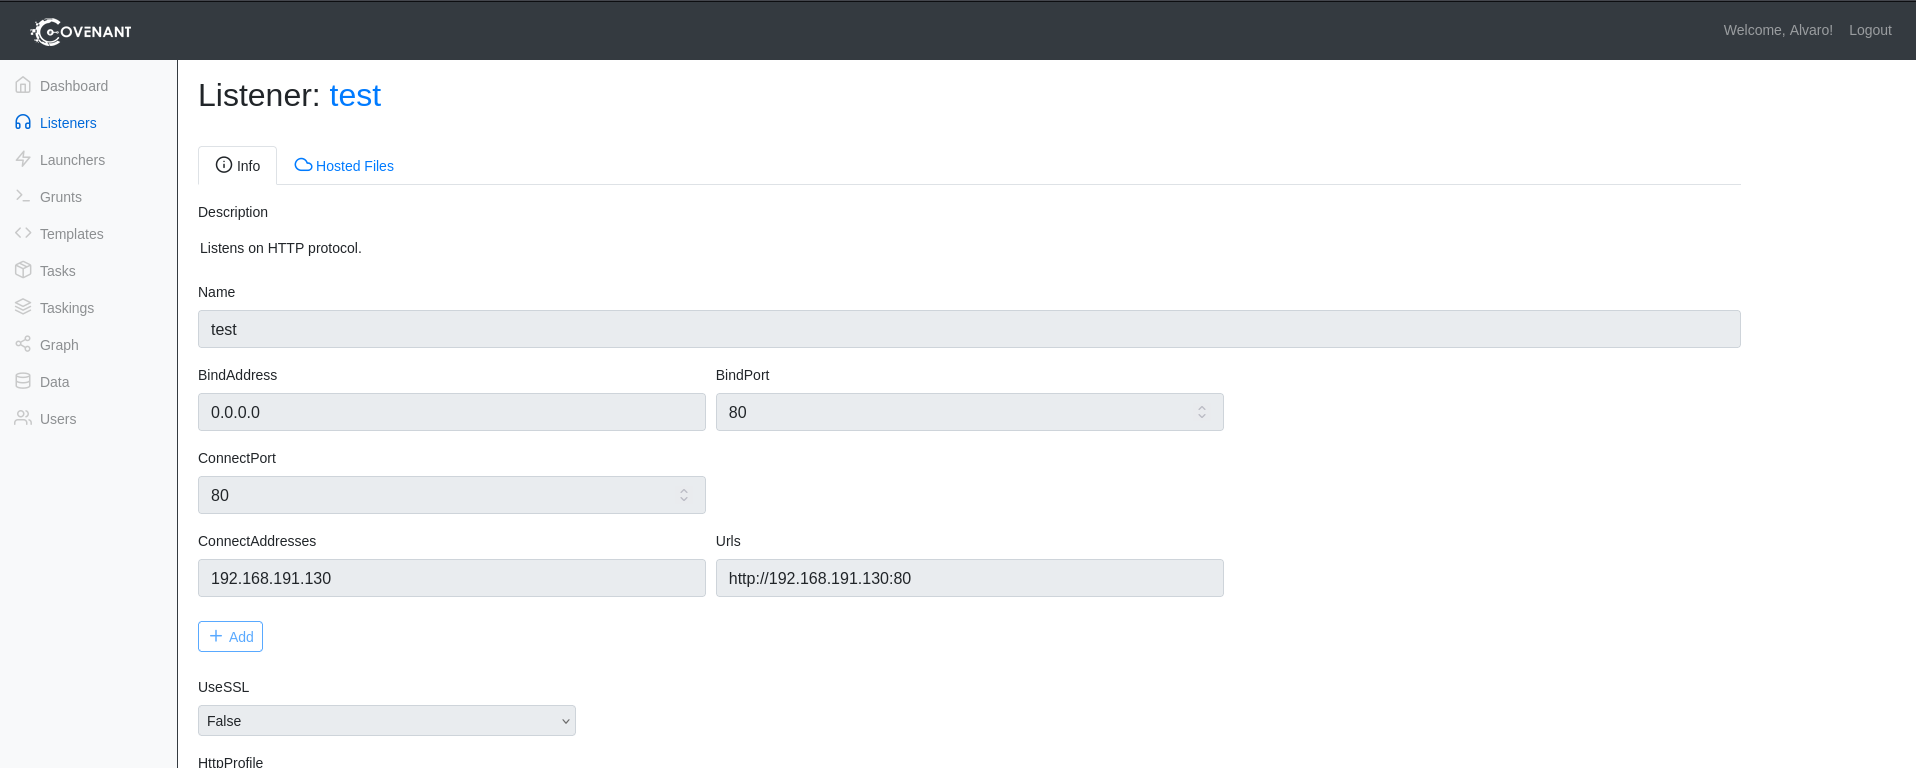 COVENANT
Welcome, Alvaro! Logout
Dashboard
Listeners
Launchers
Grunts
Templates
Tasks
Taskings
Graph
Data
Users
Listener: test
Info Hosted Files
Description
Listens on HTTP protocol.
Name
test
BindAddress BindPort
0.0.0.0 80
ConnectPort
80
ConnectAddresses Urls
192.168.191.130 http://192.168.191.130:80
Add
UseSSL
False
HttpProfile